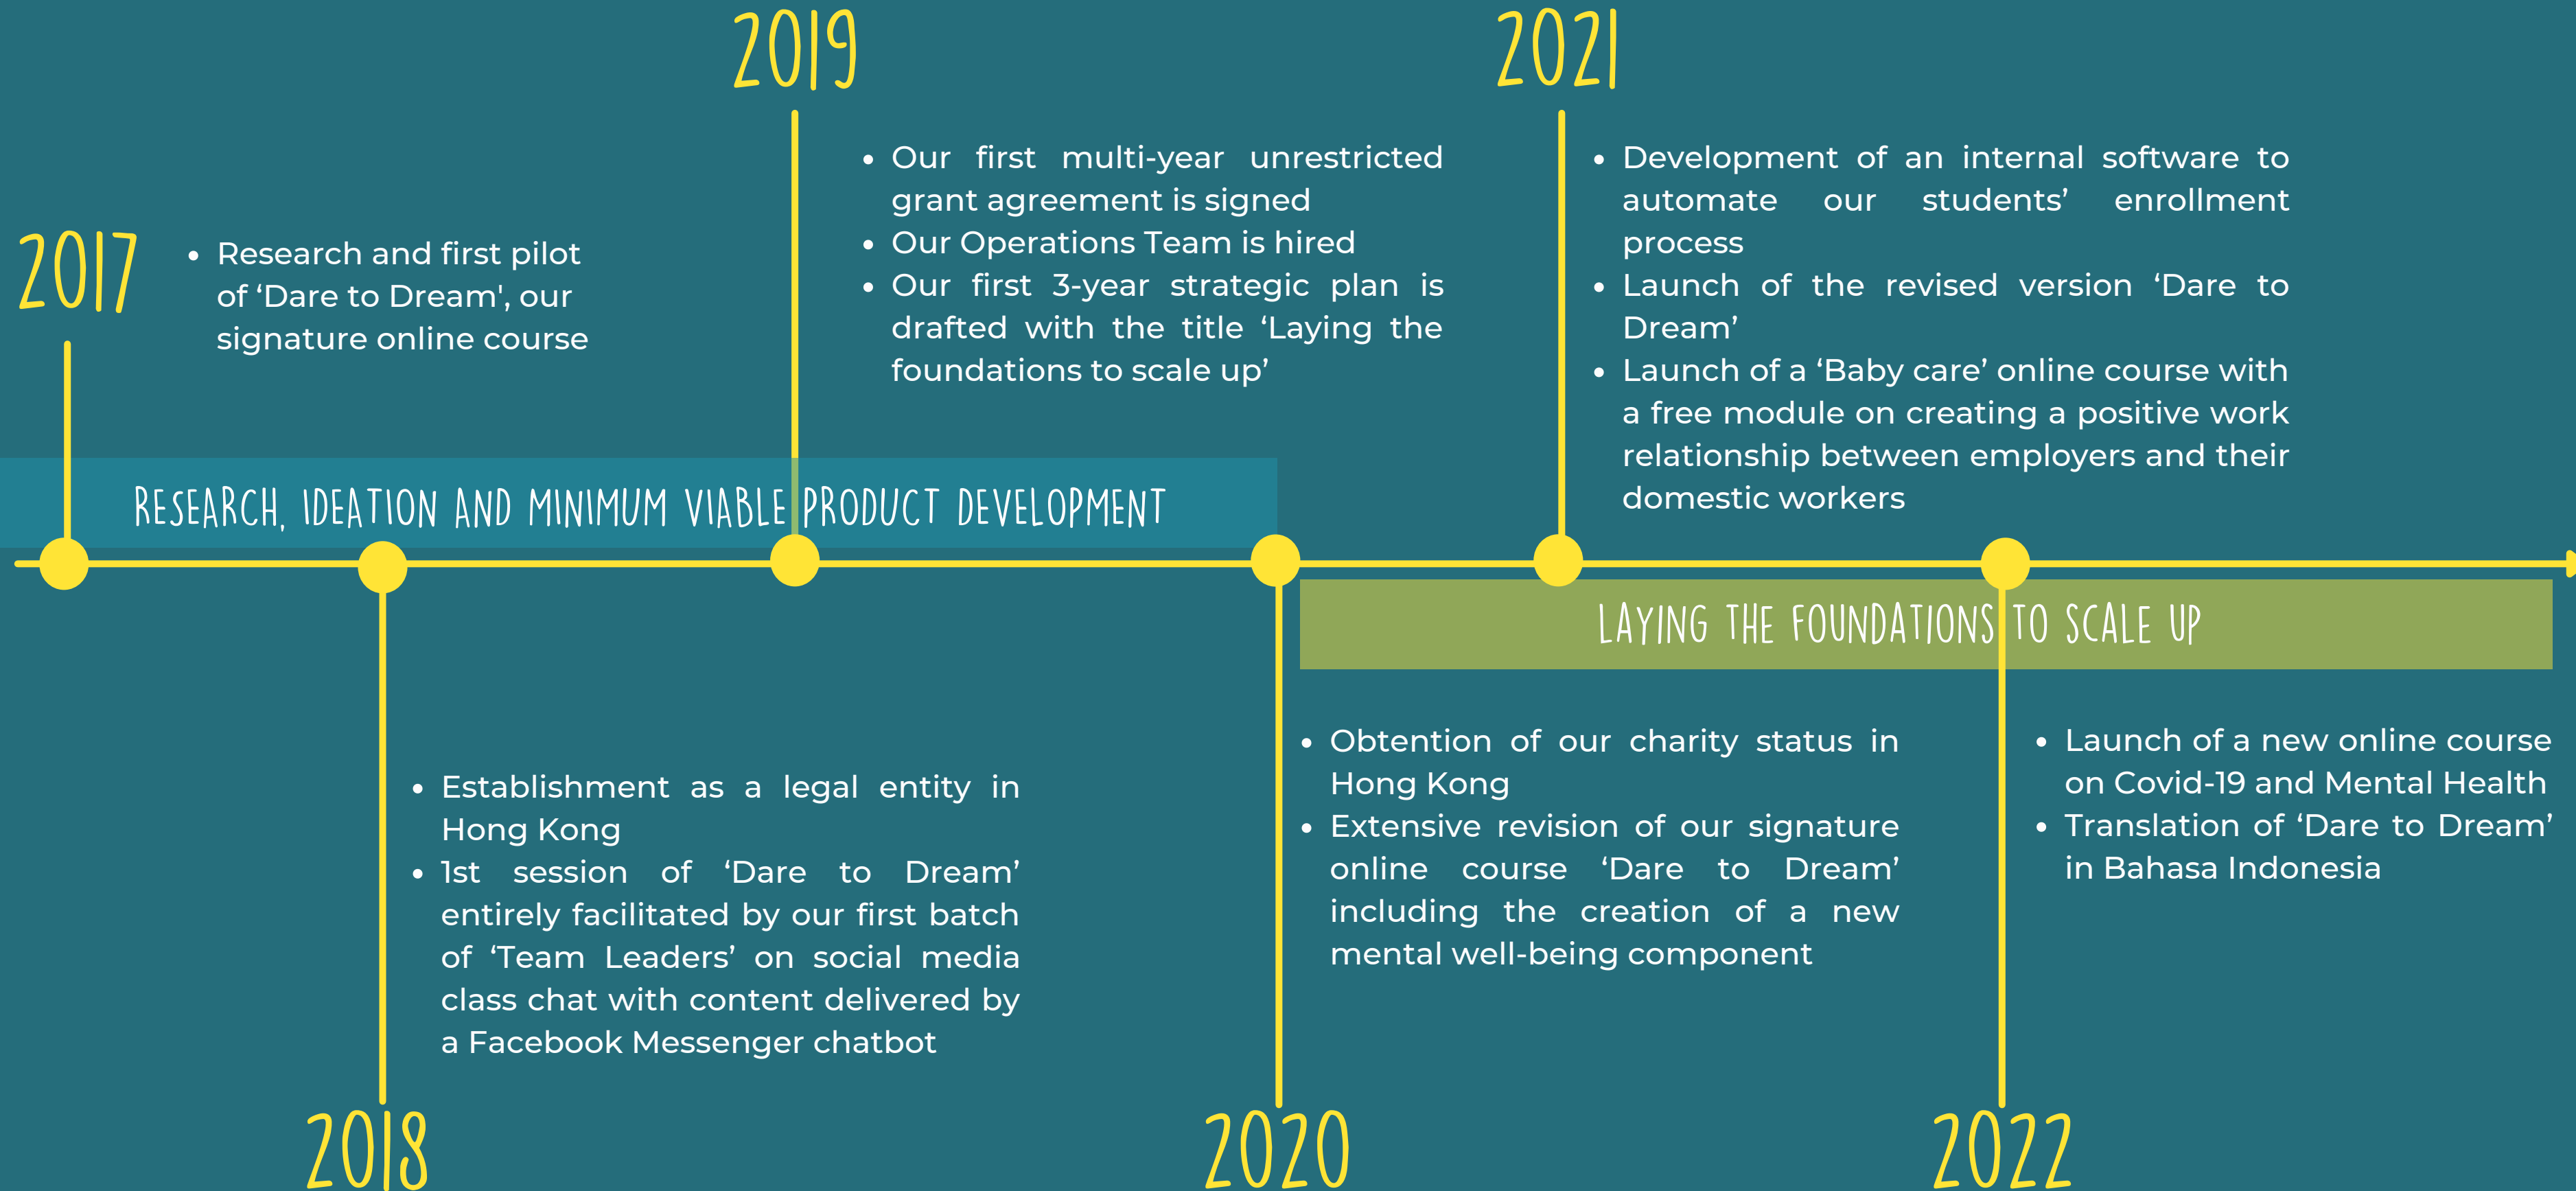 2017
• Research and first pilot
of ‘Dare to Dream', our
signature online course
2019
• Our first multi-year unrestricted
grant agreement is signed
• Our Operations Team is hired
• Our first 3-year strategic plan is
drafted with the title ‘Laying the
foundations to scale up’
2021
• Development of an internal software to
automate our students’ enrollment
process
• Launch of the revised version ‘Dare to
Dream’
• Launch of a ‘Baby care’ online course with
a free module on creating a positive work
relationship between employers and their
domestic workers
RESEARCH, IDEATION AND MINIMUM VIABLE PRODUCT DEVELOPMENT
LAYING THE FOUNDATIONS TO SCALE UP
• Establishment as a legal entity in
Hong Kong
• 1st session of ‘Dare to Dream’
entirely facilitated by our first batch
of ‘Team Leaders’ on social media
class chat with content delivered by
a Facebook Messenger chatbot
2018
• Obtention of our charity status in
Hong Kong
• Extensive revision of our signature
online course ‘Dare to Dream’
including the creation of a new
mental well-being component
2020
• Launch of a new online course
on Covid-19 and Mental Health
• Translation of ‘Dare to Dream’
in Bahasa Indonesia
2022